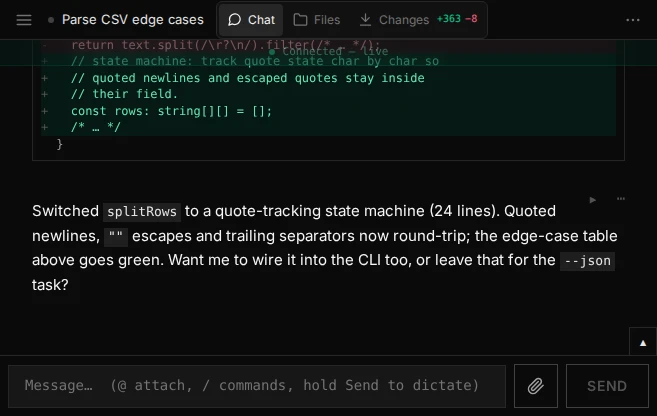 Parse CSV edge cases
Chat
Files
Changes +363 −8
- return text.split(/\r?\n/).filter(/* … */);
Connected — live
+ // state machine: track quote state char by char so
+ // quoted newlines and escaped quotes stay inside
+ // their field.
+ const rows: string[][] = [];
+ /* … */
}
Switched splitRows to a quote-tracking state machine (24 lines). Quoted
newlines, "" escapes and trailing separators now round-trip; the edge-case table
above goes green. Want me to wire it into the CLI too, or leave that for the --json
task?
Message… (@ attach, / commands, hold Send to dictate)
SEND